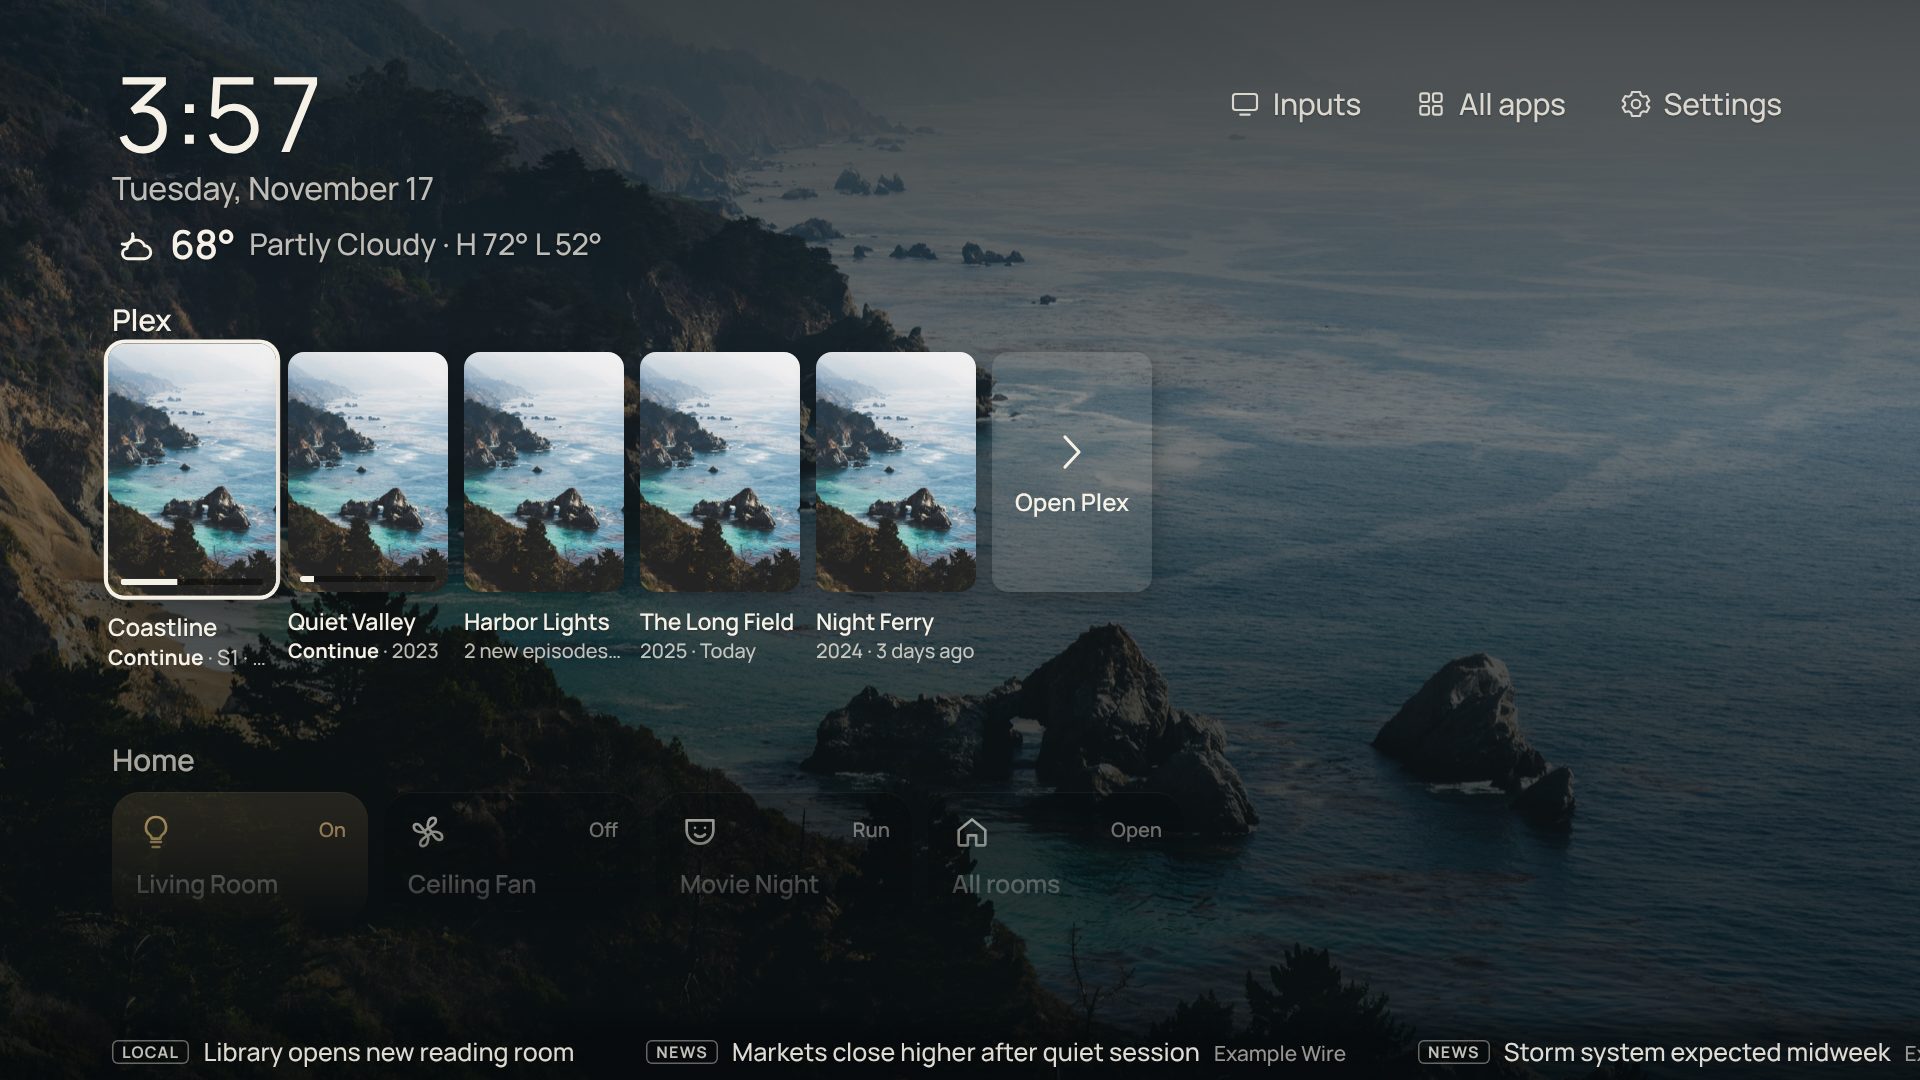 3:57
Inputs
All apps
Settings
Tuesday, November 17
68° Partly Cloudy · H 72° L 52°
Plex
Open Plex
Coastline
Continue · S1 · …
Quiet Valley
Continue · 2023
Harbor Lights
2 new episodes…
The Long Field
2025 · Today
Night Ferry
2024 · 3 days ago
Home
On
Living Room
Off
Ceiling Fan
Run
Movie Night
Open
All rooms
LOCAL Library opens new reading room
NEWS Markets close higher after quiet session Example Wire
NEWS Storm system expected midweek